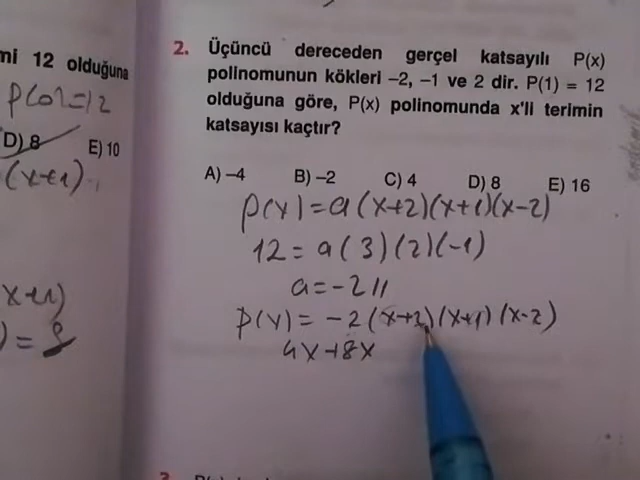 mi 12 olduğuna
P(0)=12
D) 8 E) 10
(x+1)
x+1)
2. Üçüncü dereceden gerçel katsayılı P(x)
polinomunun kökleri –2, –1 ve 2 dir. P(1) = 12
olduğuna göre, P(x) polinomunda x'li terimin
katsayısı kaçtır?
A) –4 B) –2 C) 4 D) 8 E) 16
P(x)=a(x+2)(x+1)(x-2)
12=a(3)(2)(-1)
a=-2//
P(x)=-2(x+2)(x+1)(x-2)
4x+8x